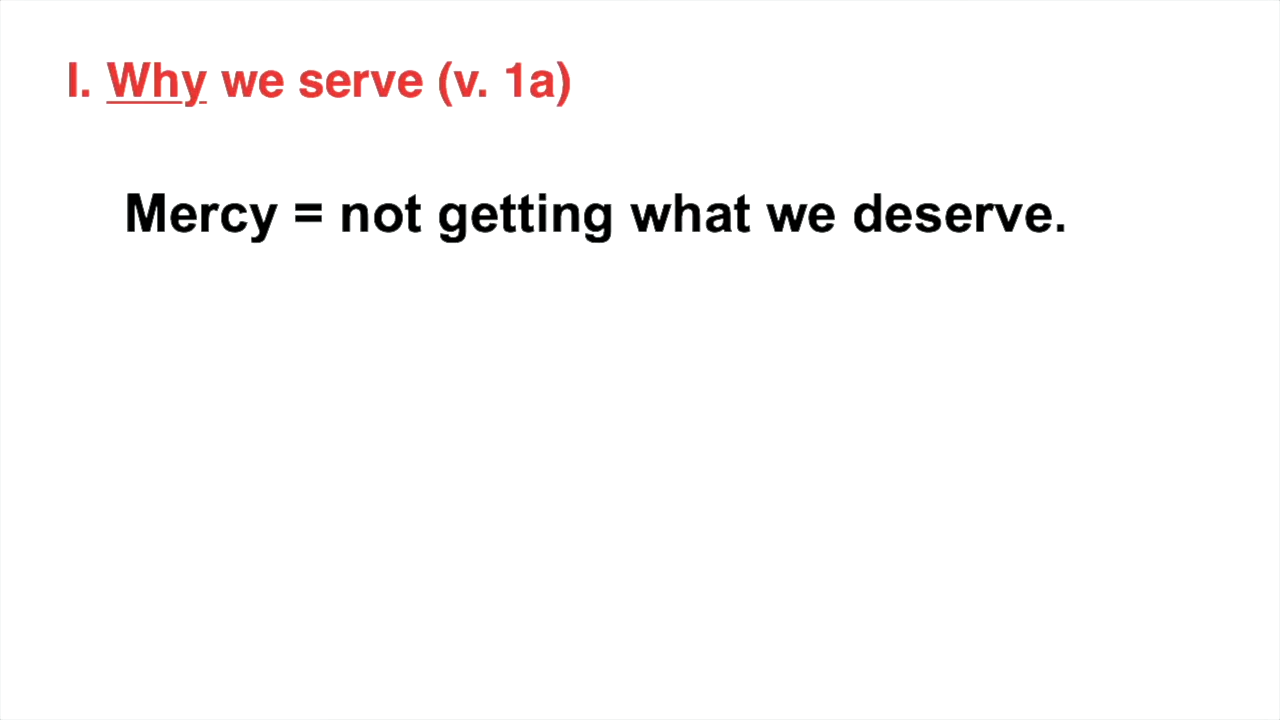 I. Why we serve (v. 1a)
Mercy = not getting what we deserve.